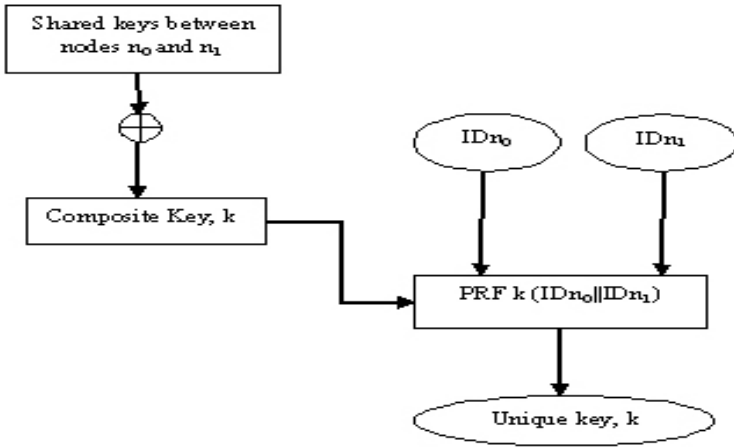 Shared keys between
nodes n₀ and n₁
IDn₀
IDn₁
Composite Key, k
PRF k (IDn₀||IDn₁)
Unique key, k